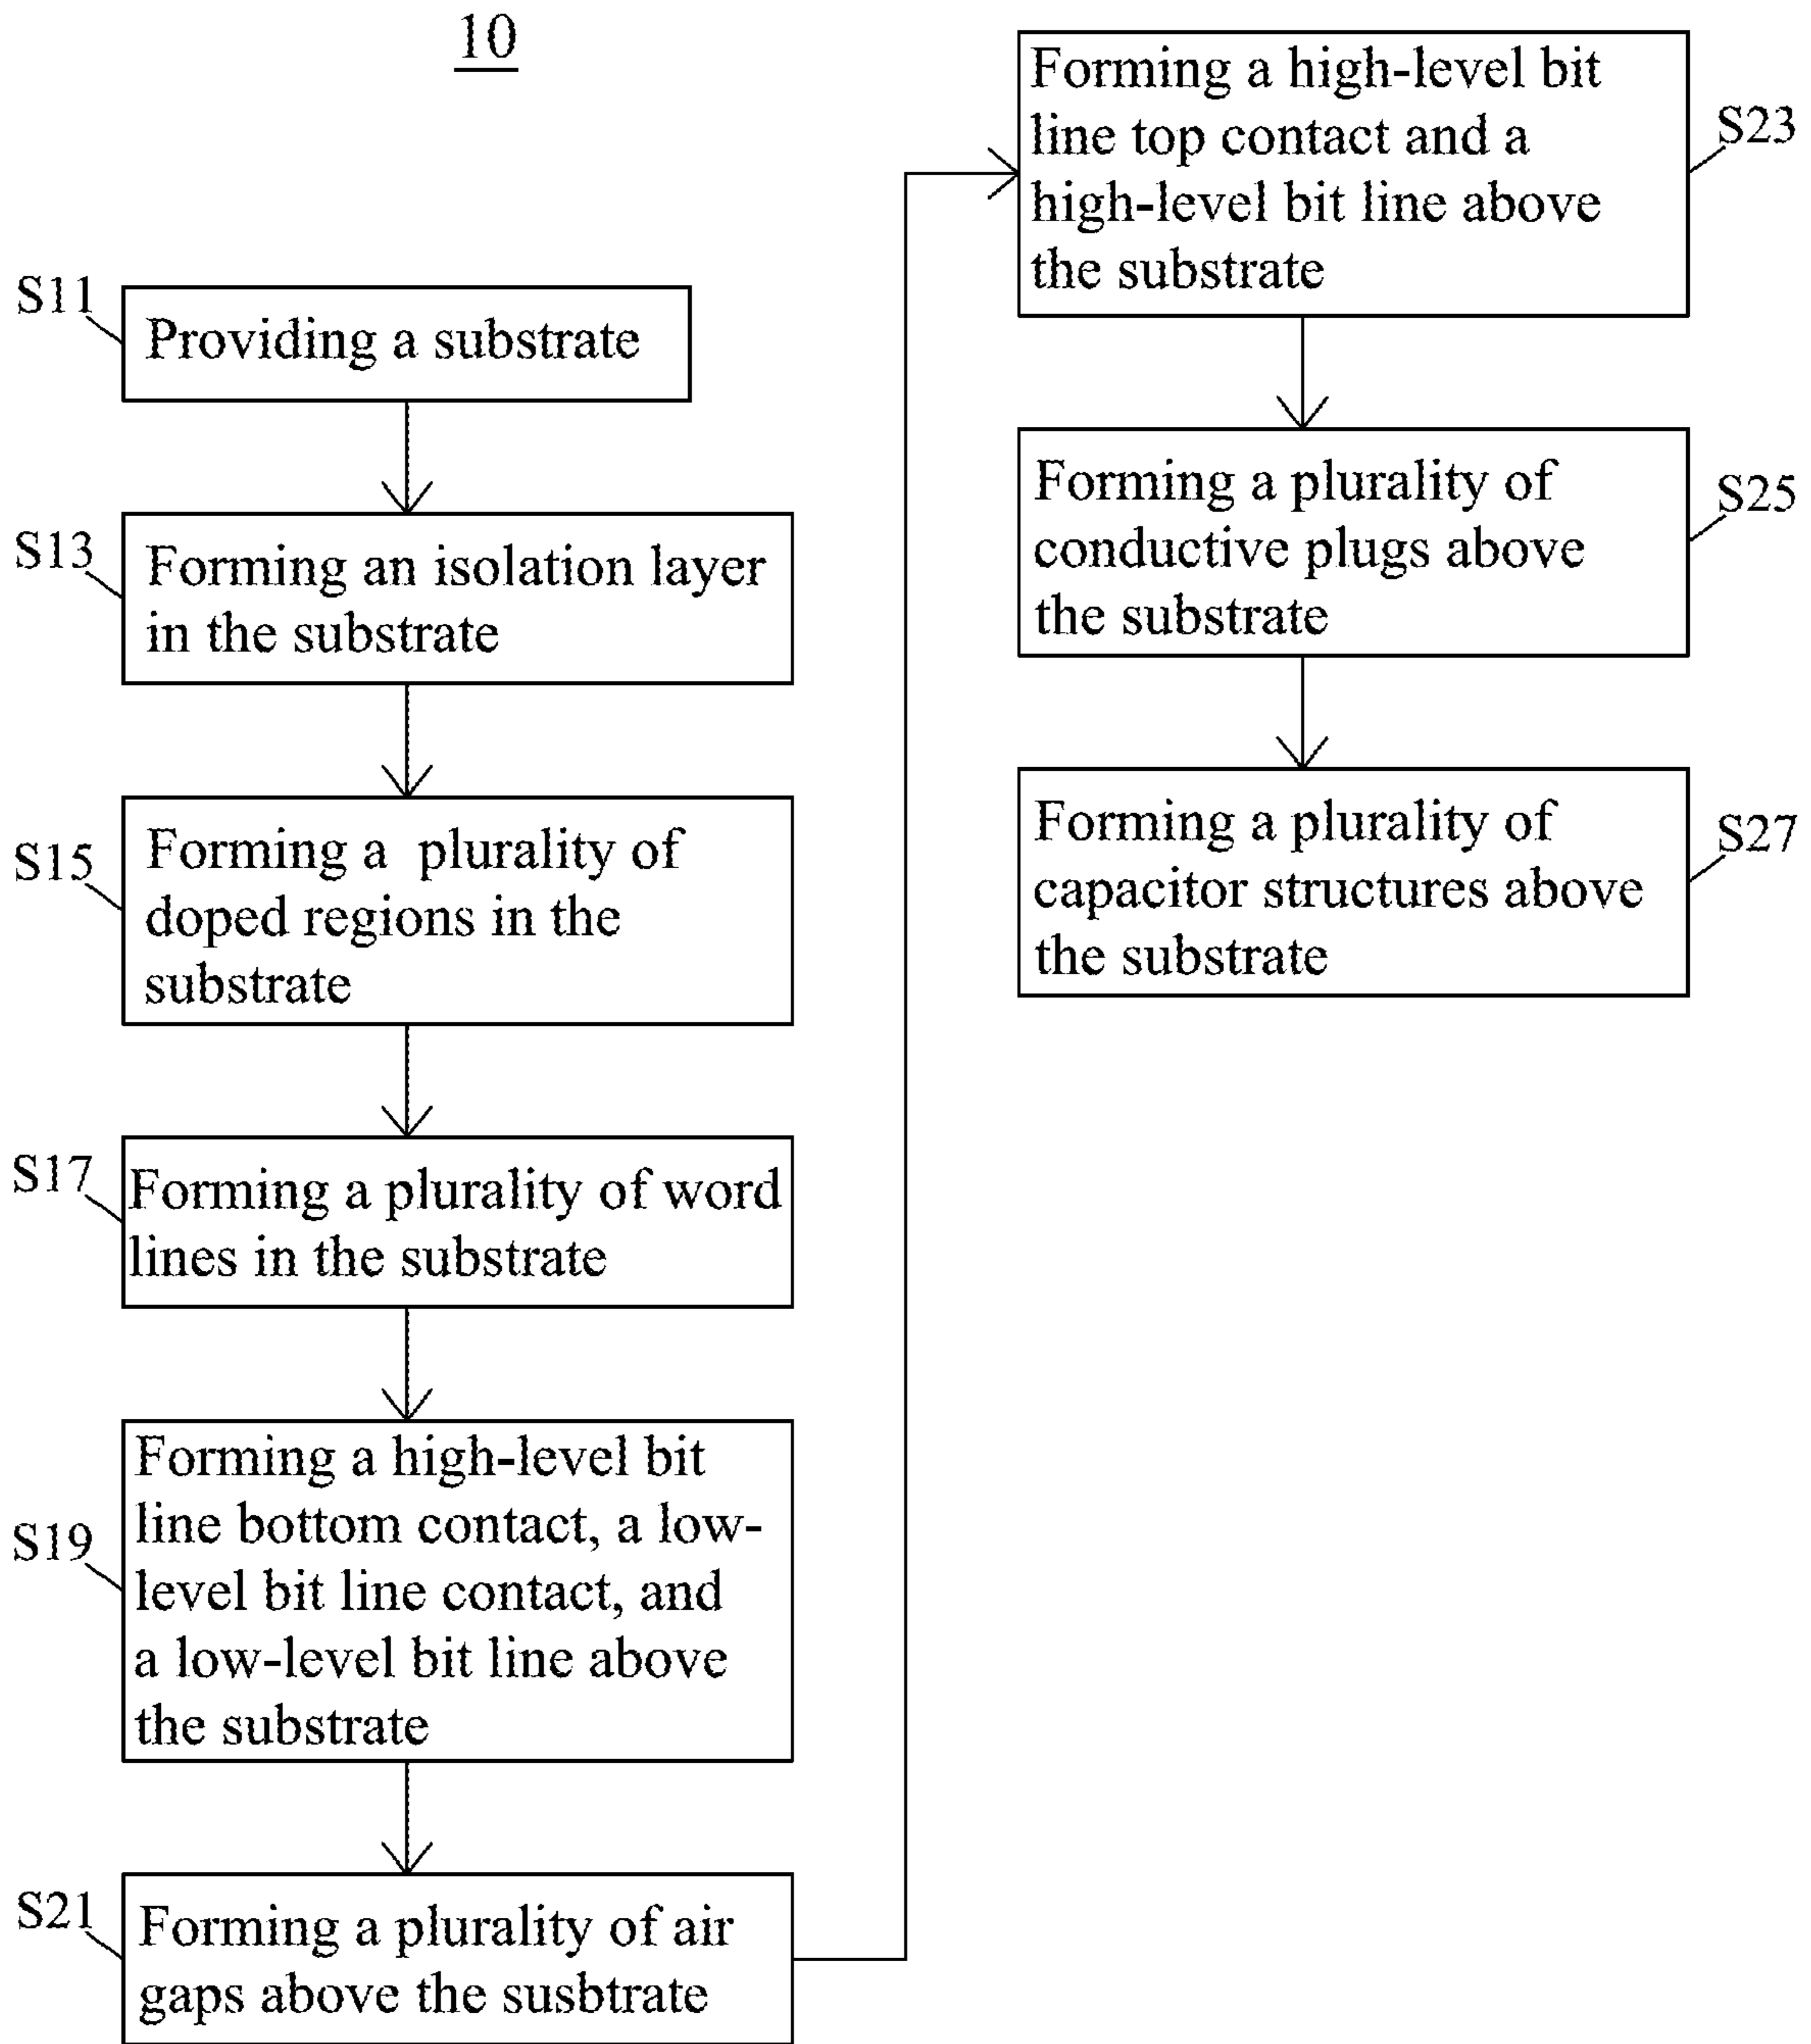 10
S11
Providing a substrate
S13
Forming an isolation layer
in the substrate
S15
Forming a plurality of
doped regions in the
substrate
S17
Forming a plurality of word
lines in the substrate
S19
Forming a high-level bit
line bottom contact, a low-
level bit line contact, and
a low-level bit line above
the substrate
S21
Forming a plurality of air
gaps above the susbtrate
Forming a high-level bit
line top contact and a
high-level bit line above
the substrate
S23
Forming a plurality of
conductive plugs above
the substrate
S25
Forming a plurality of
capacitor structures above
the substrate
S27